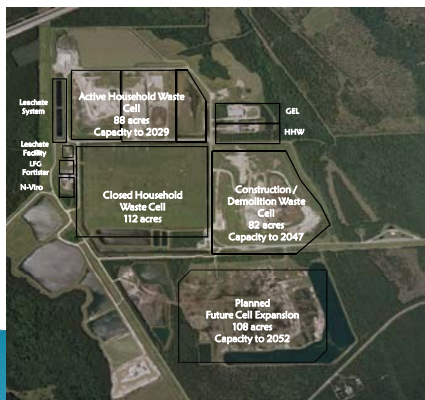 Active Household Waste
Cell
88 acres
Capacity to 2029
Leachate
System
GEL
HHW
Leachate
Facility
LFG
Fortistar
N-Viro
Closed Household
Waste Cell
112 acres
Construction /
Demolition Waste
Cell
82 acres
Capacity to 2047
Planned
Future Cell Expansion
108 acres
Capacity to 2052